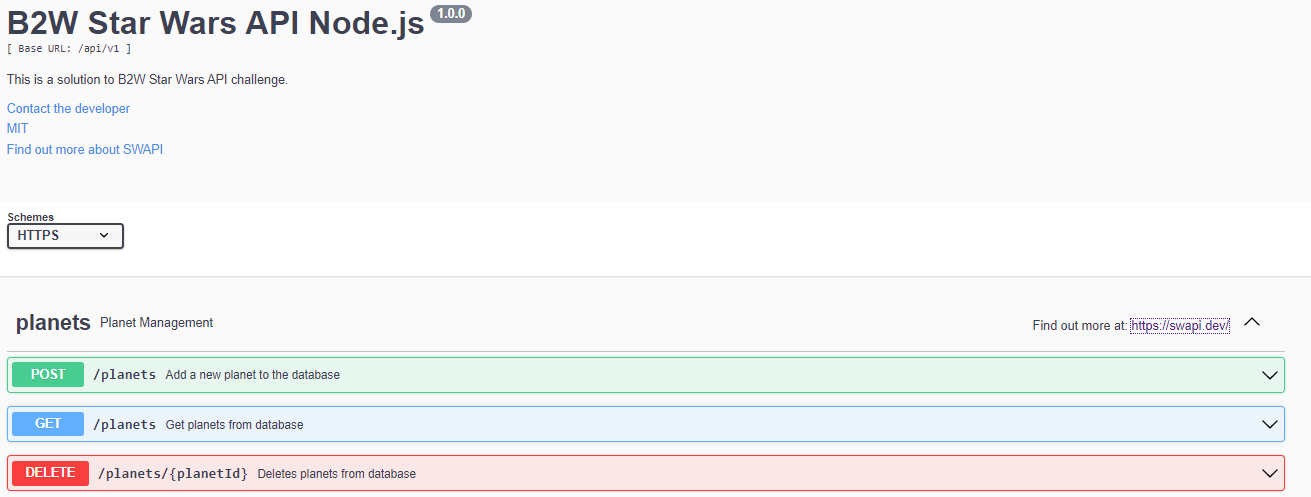 B2W Star Wars API Node.js 1.0.0
[ Base URL: /api/v1 ]
This is a solution to B2W Star Wars API challenge.
Contact the developer
MIT
Find out more about SWAPI
Schemes
HTTPS
planets Planet Management Find out more at: https://swapi.dev/
POST /planets Add a new planet to the database
GET /planets Get planets from database
DELETE /planets/{planetId} Deletes planets from database